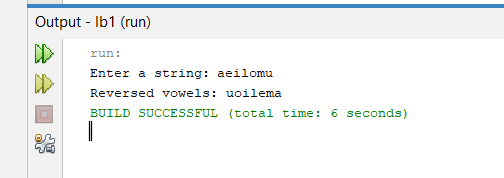 Output - lb1 (run)
run:
Enter a string: aeilomu
Reversed vowels: uoilema
BUILD SUCCESSFUL (total time: 6 seconds)